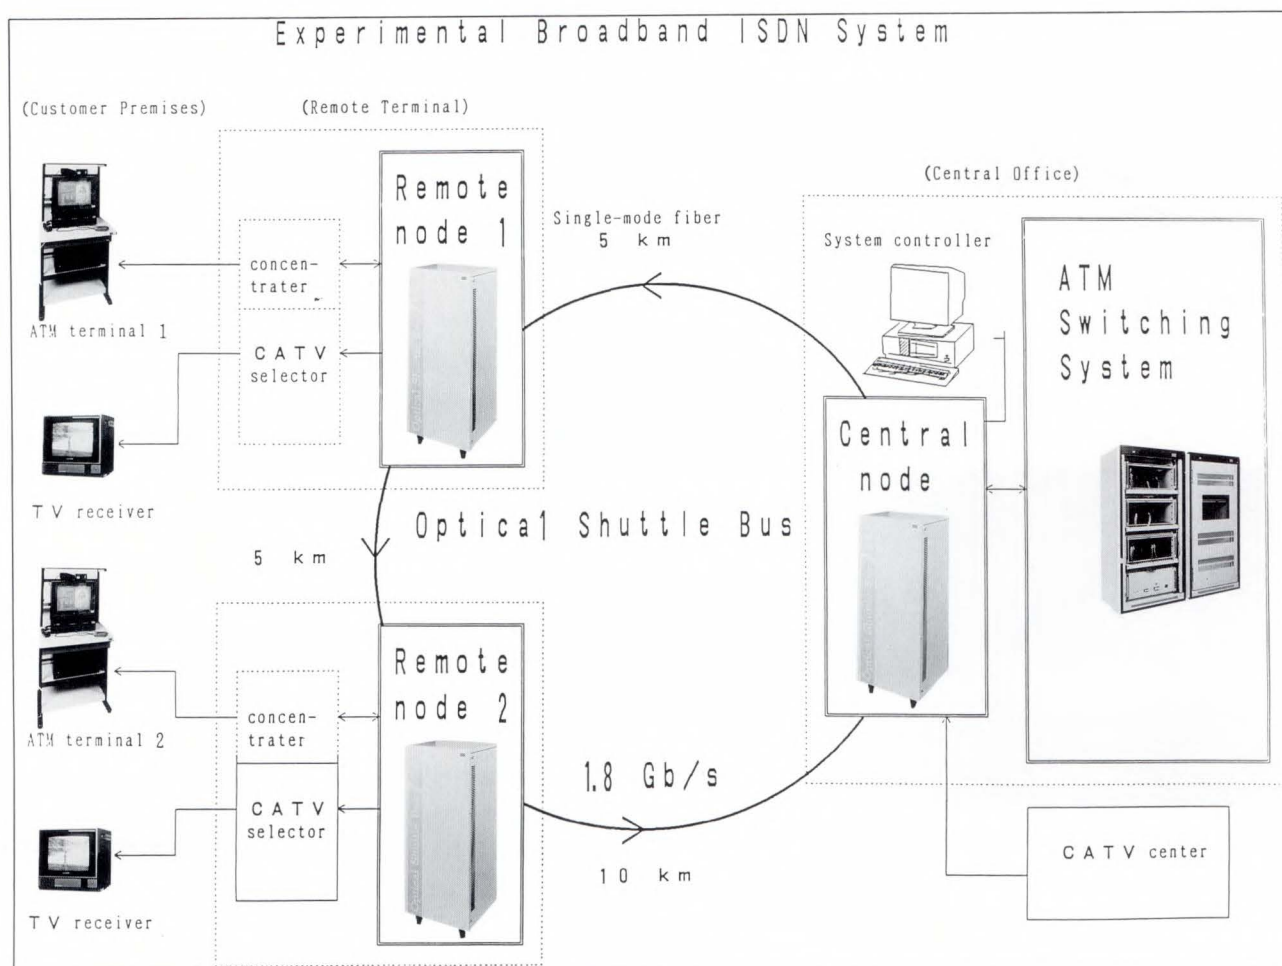 Experimental Broadband ISDN System
(Customer Premises)
(Remote Terminal)
(Central Office)
Remote
node 1
concen-
trater
CATV
selector
ATM terminal 1
TV receiver
Single-mode fiber
5 km
System controller
ATM
Switching
System
Central
node
Optical Shuttle Bus
5 km
Remote
node 2
concen-
trater
CATV
selector
ATM terminal 2
TV receiver
1.8 Gb/s
10 km
CATV center